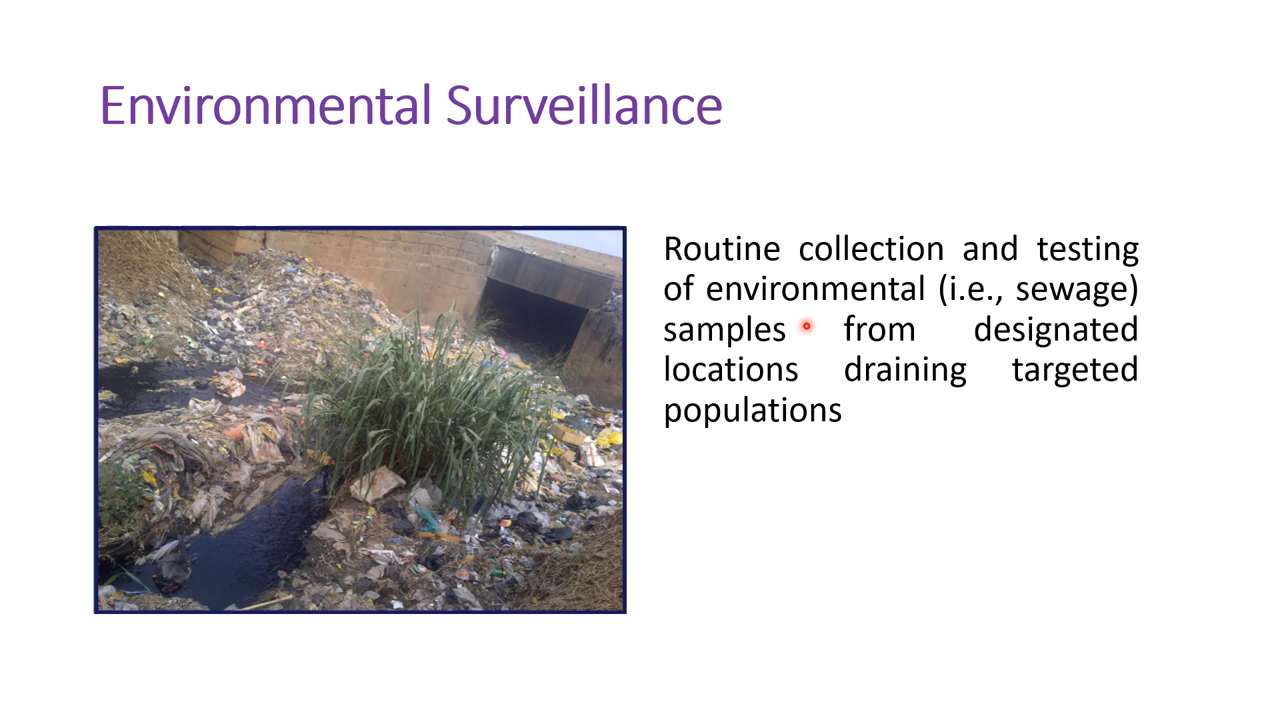 Environmental Surveillance
Routine collection and testing
of environmental (i.e., sewage)
samples from designated
locations draining targeted
populations